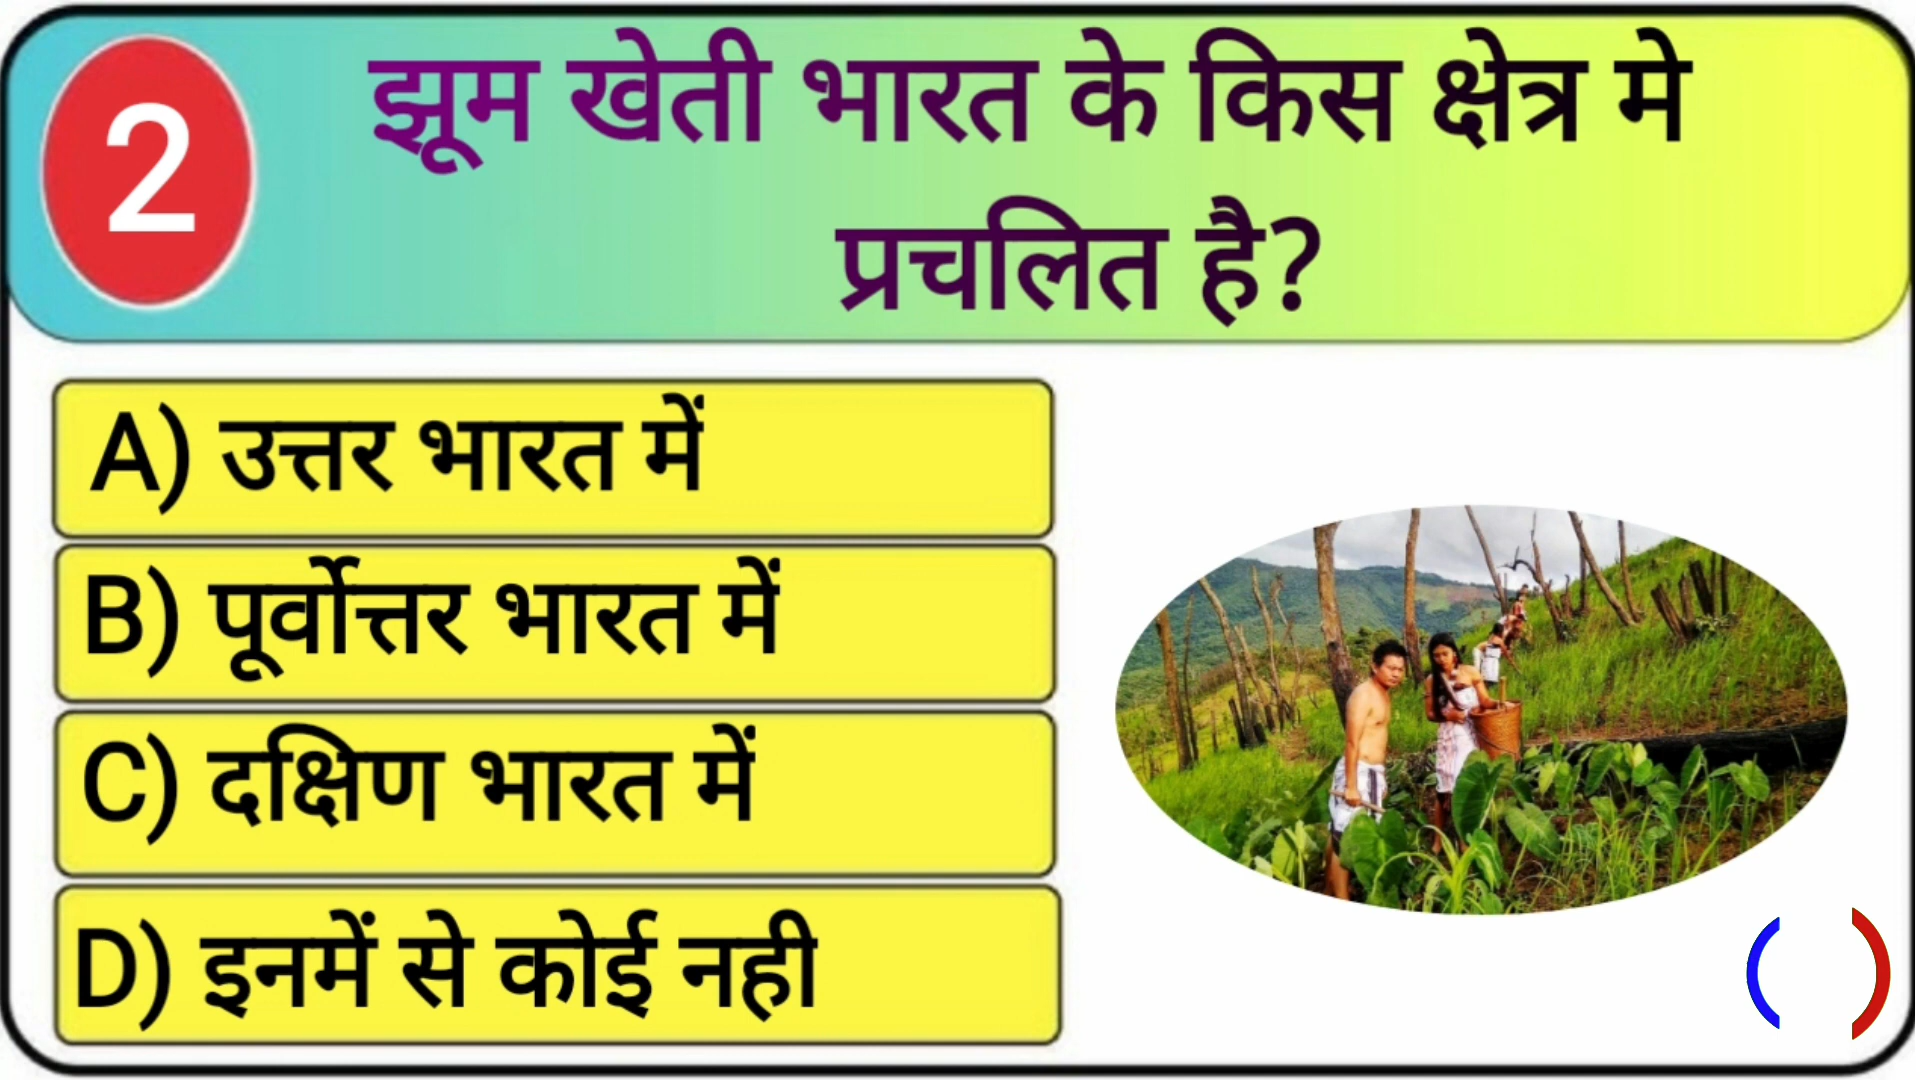 2
झूम खेती भारत के किस क्षेत्र मे
प्रचलित है?
A) उत्तर भारत में
B) पूर्वोत्तर भारत में
C) दक्षिण भारत में
D) इनमें से कोई नही